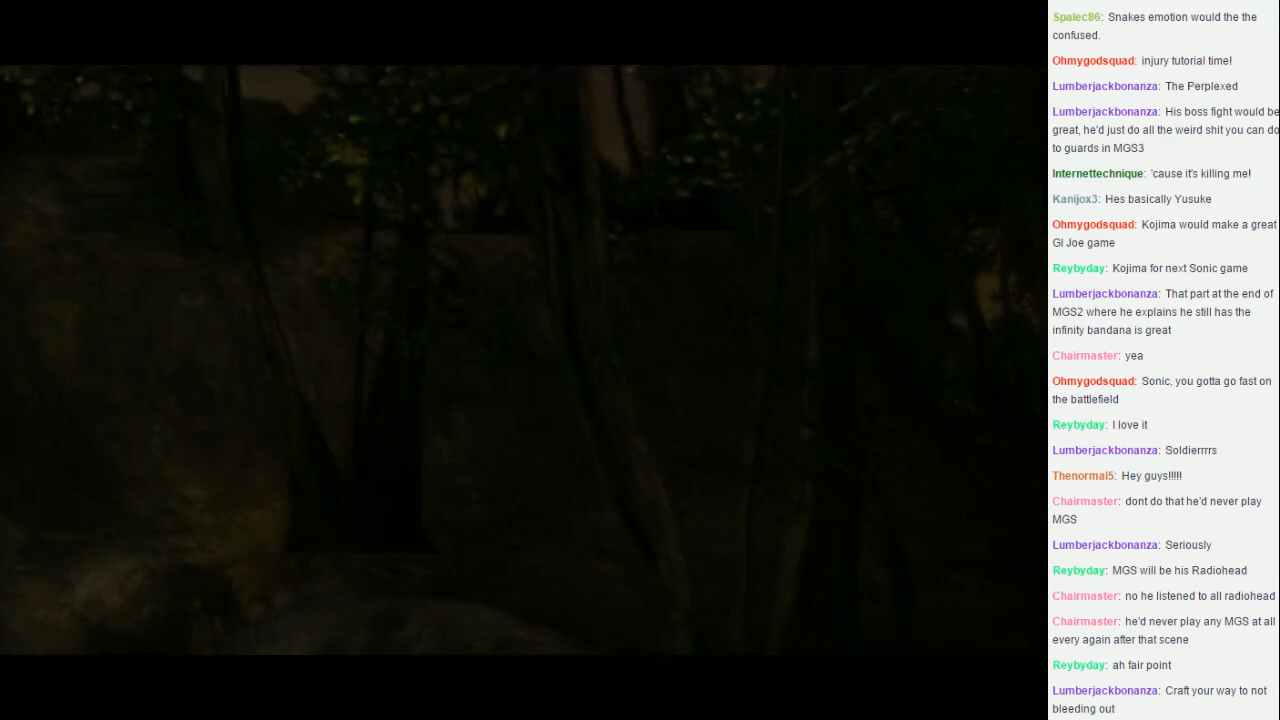 Spalec86: Snakes emotion would the the
confused.
Ohmygodsquad: injury tutorial time!
Lumberjackbonanza: The Perplexed
Lumberjackbonanza: His boss fight would be
great, he'd just do all the weird shit you can do
to guards in MGS3
Internettechnique: 'cause it's killing me!
Kanijox3: Hes basically Yusuke
Ohmygodsquad: Kojima would make a great
GI Joe game
Reybyday: Kojima for next Sonic game
Lumberjackbonanza: That part at the end of
MGS2 where he explains he still has the
infinity bandana is great
Chairmaster: yea
Ohmygodsquad: Sonic, you gotta go fast on
the battlefield
Reybyday: I love it
Lumberjackbonanza: Soldierrrrs
Thenormal5: Hey guys!!!!!
Chairmaster: dont do that he'd never play
MGS
Lumberjackbonanza: Seriously
Reybyday: MGS will be his Radiohead
Chairmaster: no he listened to all radiohead
Chairmaster: he'd never play any MGS at all
every again after that scene
Reybyday: ah fair point
Lumberjackbonanza: Craft your way to not
bleeding out